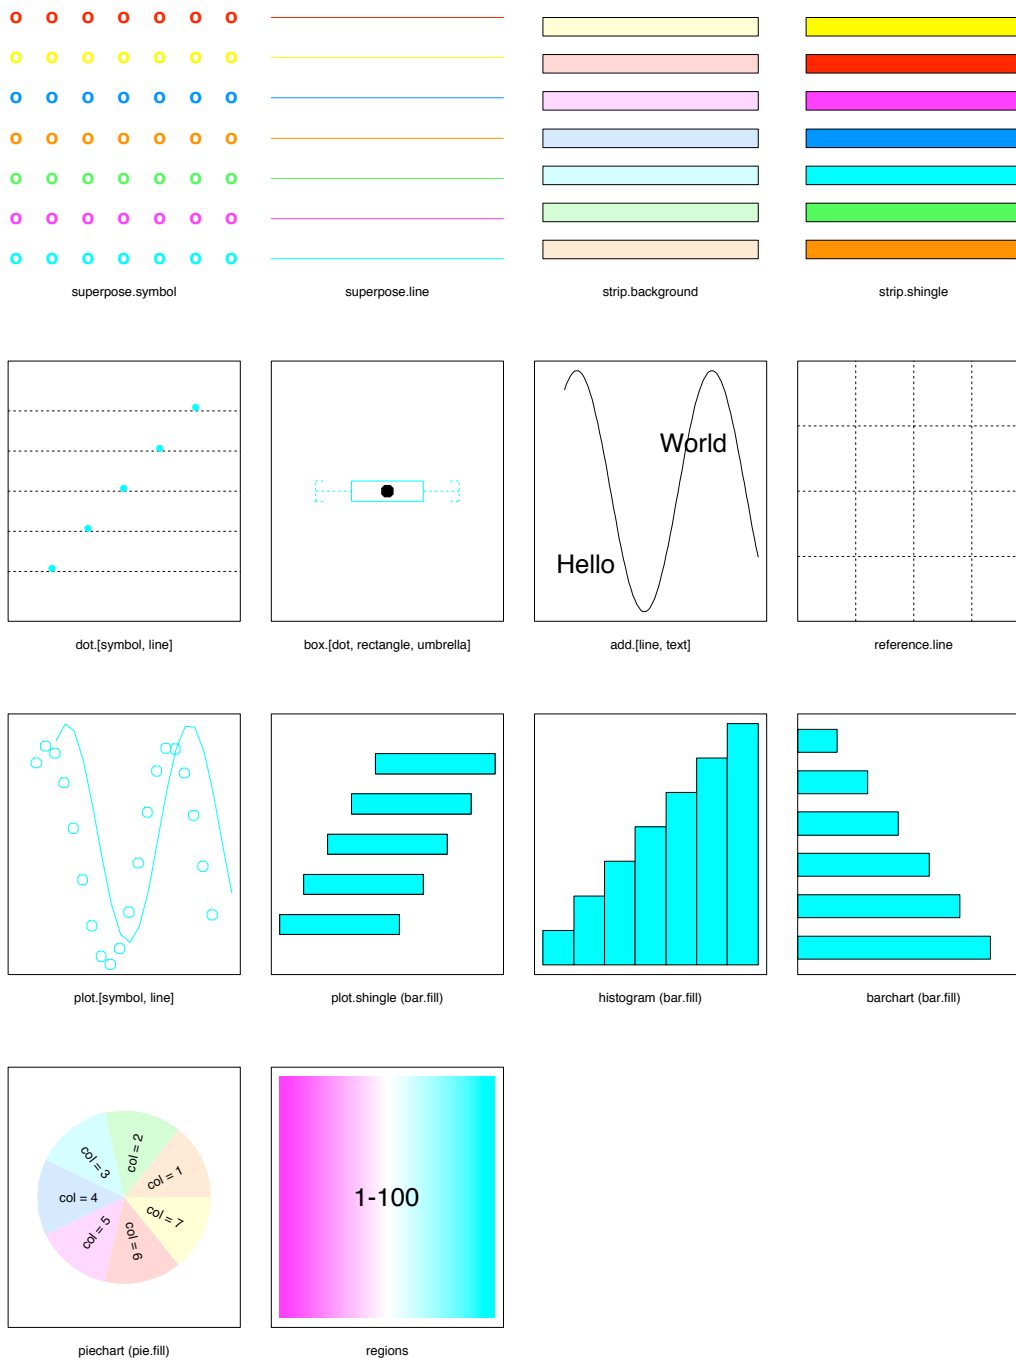 o o o o o o o
o o o o o o o
o o o o o o o
o o o o o o o
o o o o o o o
o o o o o o o
o o o o o o o
superpose.symbol
superpose.line
strip.background
strip.shingle
dot.[symbol, line]
box.[dot, rectangle, umbrella]
World
Hello
add.[line, text]
reference.line
plot.[symbol, line]
plot.shingle (bar.fill)
histogram (bar.fill)
barchart (bar.fill)
col = 1
col = 2
col = 3
col = 4
col = 5
col = 6
col = 7
piechart (pie.fill)
1-100
regions